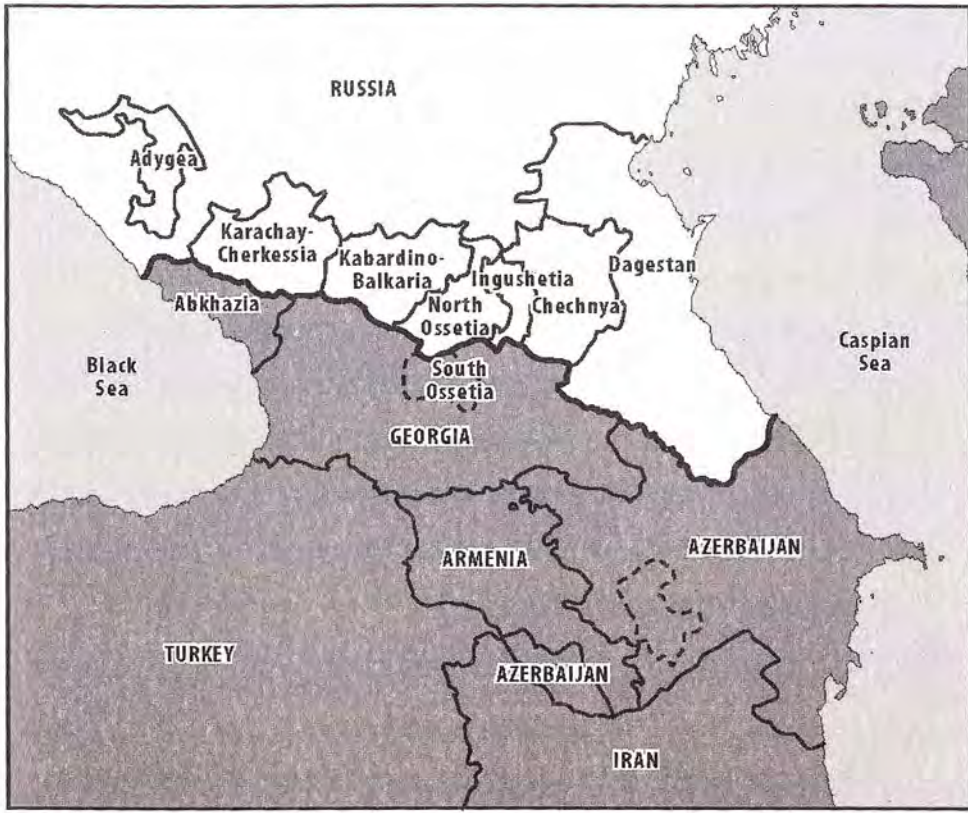 RUSSIA
Adygea
Karachay-
Cherkessia
Kabardino-
Balkaria
Ingushetia
Dagestan
North
Ossetia
Chechnya
Abkhazia
Black
Sea
South
Ossetia
Caspian
Sea
GEORGIA
ARMENIA
AZERBAIJAN
TURKEY
AZERBAIJAN
IRAN